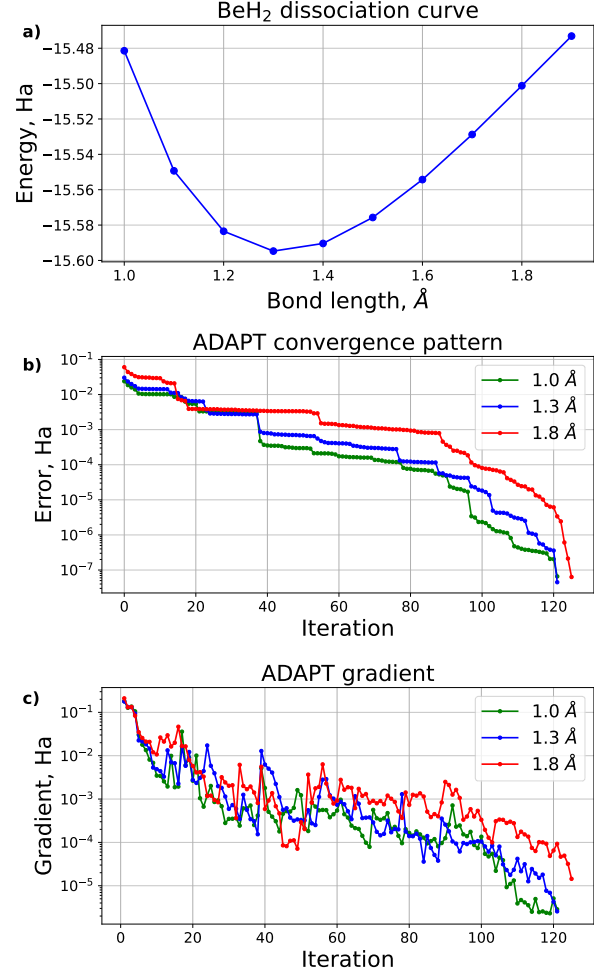 BeH₂ dissociation curve
a)
−15.48
−15.50
−15.52
−15.54
−15.56
−15.58
−15.60
Energy, Ha
1.0 1.2 1.4 1.6 1.8
Bond length, Å
ADAPT convergence pattern
b)
10⁻¹
10⁻²
10⁻³
10⁻⁴
10⁻⁵
10⁻⁶
10⁻⁷
Error, Ha
1.0 Å
1.3 Å
1.8 Å
0 20 40 60 80 100 120
Iteration
ADAPT gradient
c)
10⁻¹
10⁻²
10⁻³
10⁻⁴
10⁻⁵
Gradient, Ha
1.0 Å
1.3 Å
1.8 Å
0 20 40 60 80 100 120
Iteration